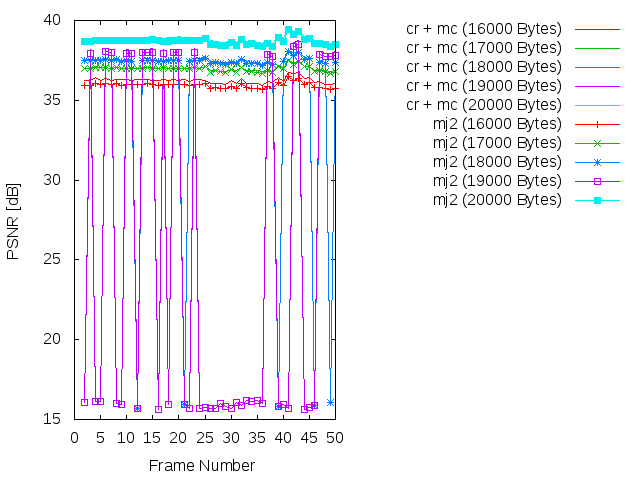 40
35
30
25
20
15
PSNR [dB]
0 5 10 15 20 25 30 35 40 45 50
Frame Number
cr + mc (16000 Bytes)
cr + mc (17000 Bytes)
cr + mc (18000 Bytes)
cr + mc (19000 Bytes)
cr + mc (20000 Bytes)
mj2 (16000 Bytes)
mj2 (17000 Bytes)
mj2 (18000 Bytes)
mj2 (19000 Bytes)
mj2 (20000 Bytes)